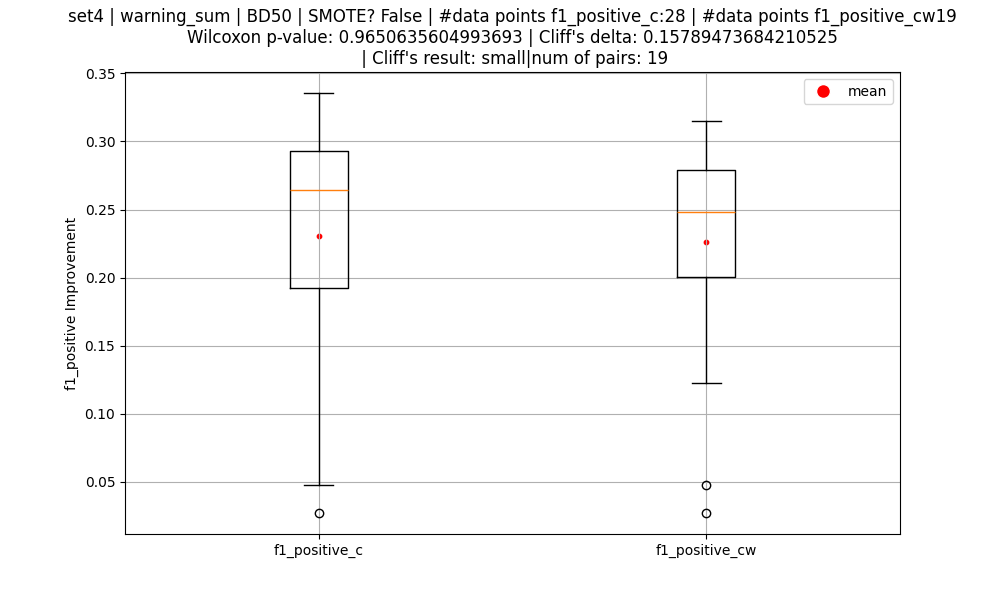 set4 | warning_sum | BD50 | SMOTE? False | #data points f1_positive_c:28 | #data points f1_positive_cw19
Wilcoxon p-value: 0.9650635604993693 | Cliff's delta: 0.15789473684210525
| Cliff's result: small|num of pairs: 19
mean
f1_positive Improvement
0.35
0.30
0.25
0.20
0.15
0.10
0.05
f1_positive_c
f1_positive_cw